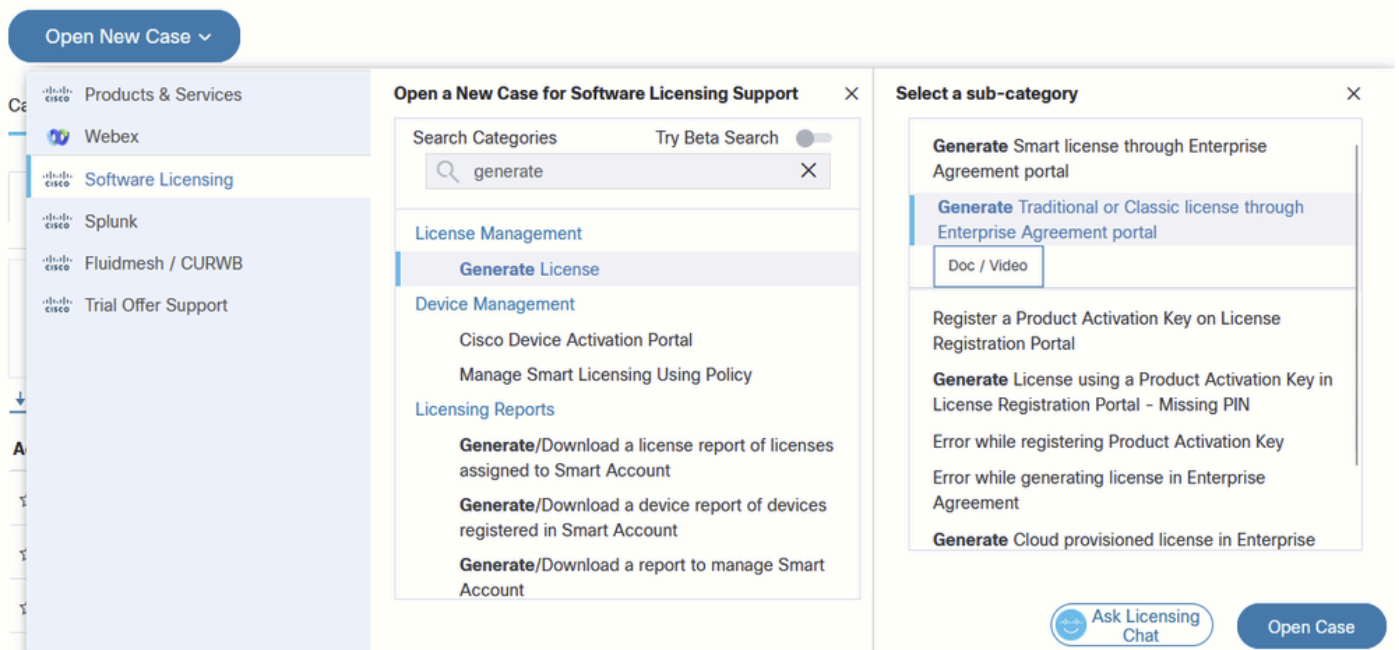 Open New Case
Ca
cisco Products & Services
Webex
cisco Software Licensing
cisco Splunk
cisco Fluidmesh / CURWB
cisco Trial Offer Support
A
Open a New Case for Software Licensing Support
Search Categories Try Beta Search
generate
License Management
Generate License
Device Management
Cisco Device Activation Portal
Manage Smart Licensing Using Policy
Licensing Reports
Generate/Download a license report of licenses
assigned to Smart Account
Generate/Download a device report of devices
registered in Smart Account
Generate/Download a report to manage Smart
Account
Select a sub-category
Generate Smart license through Enterprise
Agreement portal
Generate Traditional or Classic license through
Enterprise Agreement portal
Doc / Video
Register a Product Activation Key on License
Registration Portal
Generate License using a Product Activation Key in
License Registration Portal - Missing PIN
Error while registering Product Activation Key
Error while generating license in Enterprise
Agreement
Generate Cloud provisioned license in Enterprise
Ask Licensing
Chat
Open Case